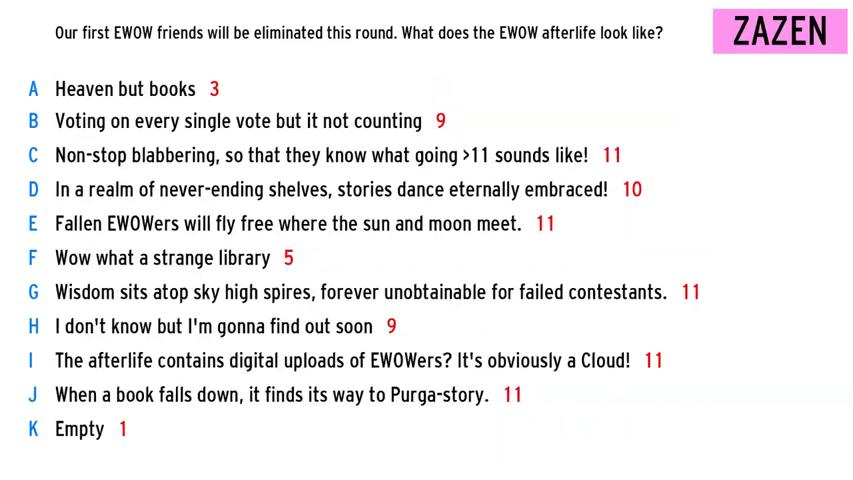 Our first EWOW friends will be eliminated this round. What does the EWOW afterlife look like?
ZAZEN
A Heaven but books 3
B Voting on every single vote but it not counting 9
C Non-stop blabbering, so that they know what going >11 sounds like! 11
D In a realm of never-ending shelves, stories dance eternally embraced! 10
E Fallen EWOWers will fly free where the sun and moon meet. 11
F Wow what a strange library 5
G Wisdom sits atop sky high spires, forever unobtainable for failed contestants. 11
H I don't know but I'm gonna find out soon 9
I The afterlife contains digital uploads of EWOWers? It's obviously a Cloud! 11
J When a book falls down, it finds its way to Purga-story. 11
K Empty 1